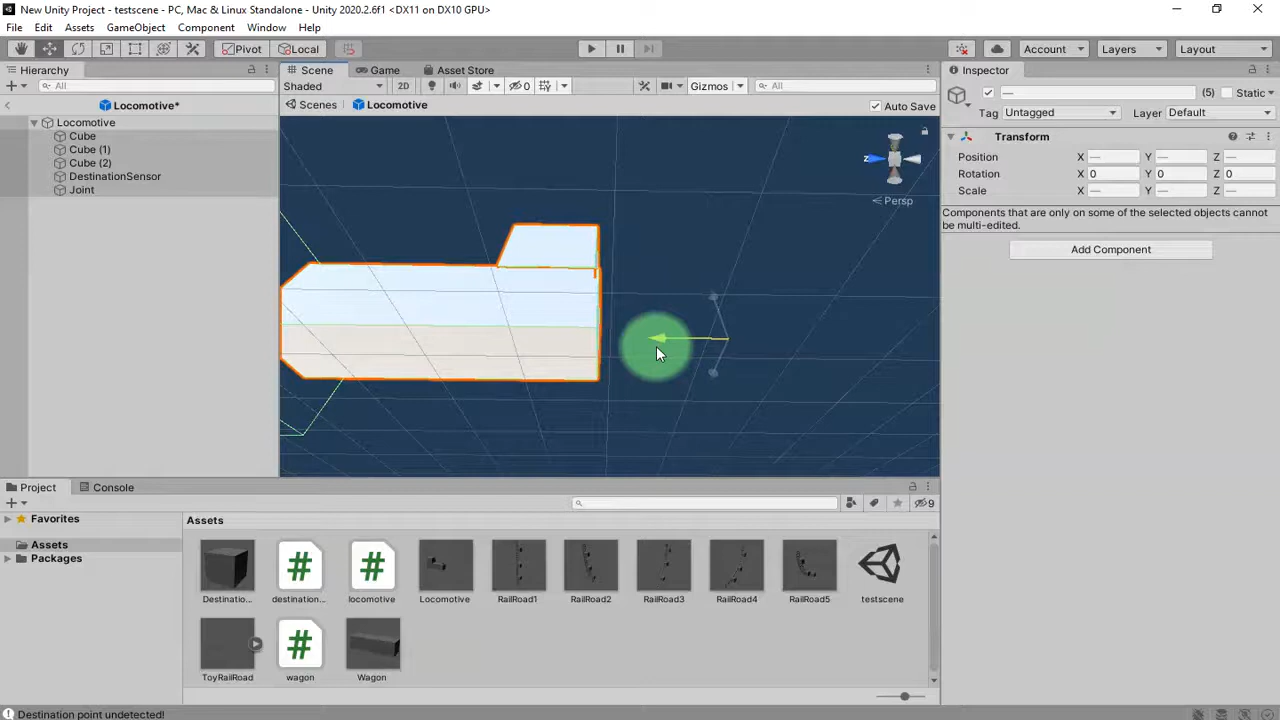 New Unity Project - testscene - PC, Mac & Linux Standalone - Unity 2020.2.6f1 <DX11 on DX10 GPU>
File Edit Assets GameObject Component Window Help
Pivot Local Account Layers Layout
Hierarchy
All
Locomotive*
Locomotive
Cube
Cube (1)
Cube (2)
DestinationSensor
Joint
Scene Game Asset Store
Shaded 2D 0 Gizmos All
Scenes Locomotive Auto Save
z
Persp
Inspector
— (5) Static
Tag Untagged Layer Default
Transform
Position X — Y — Z —
Rotation X 0 Y 0 Z 0
Scale X — Y — Z —
Components that are only on some of the selected objects cannot
be multi-edited.
Add Component
Project Console
9
Favorites
Assets
Packages
Assets
Destinatio... destination... locomotive Locomotive RailRoad1 RailRoad2 RailRoad3 RailRoad4 RailRoad5 testscene
ToyRailRoad wagon Wagon
Destination point undetected!